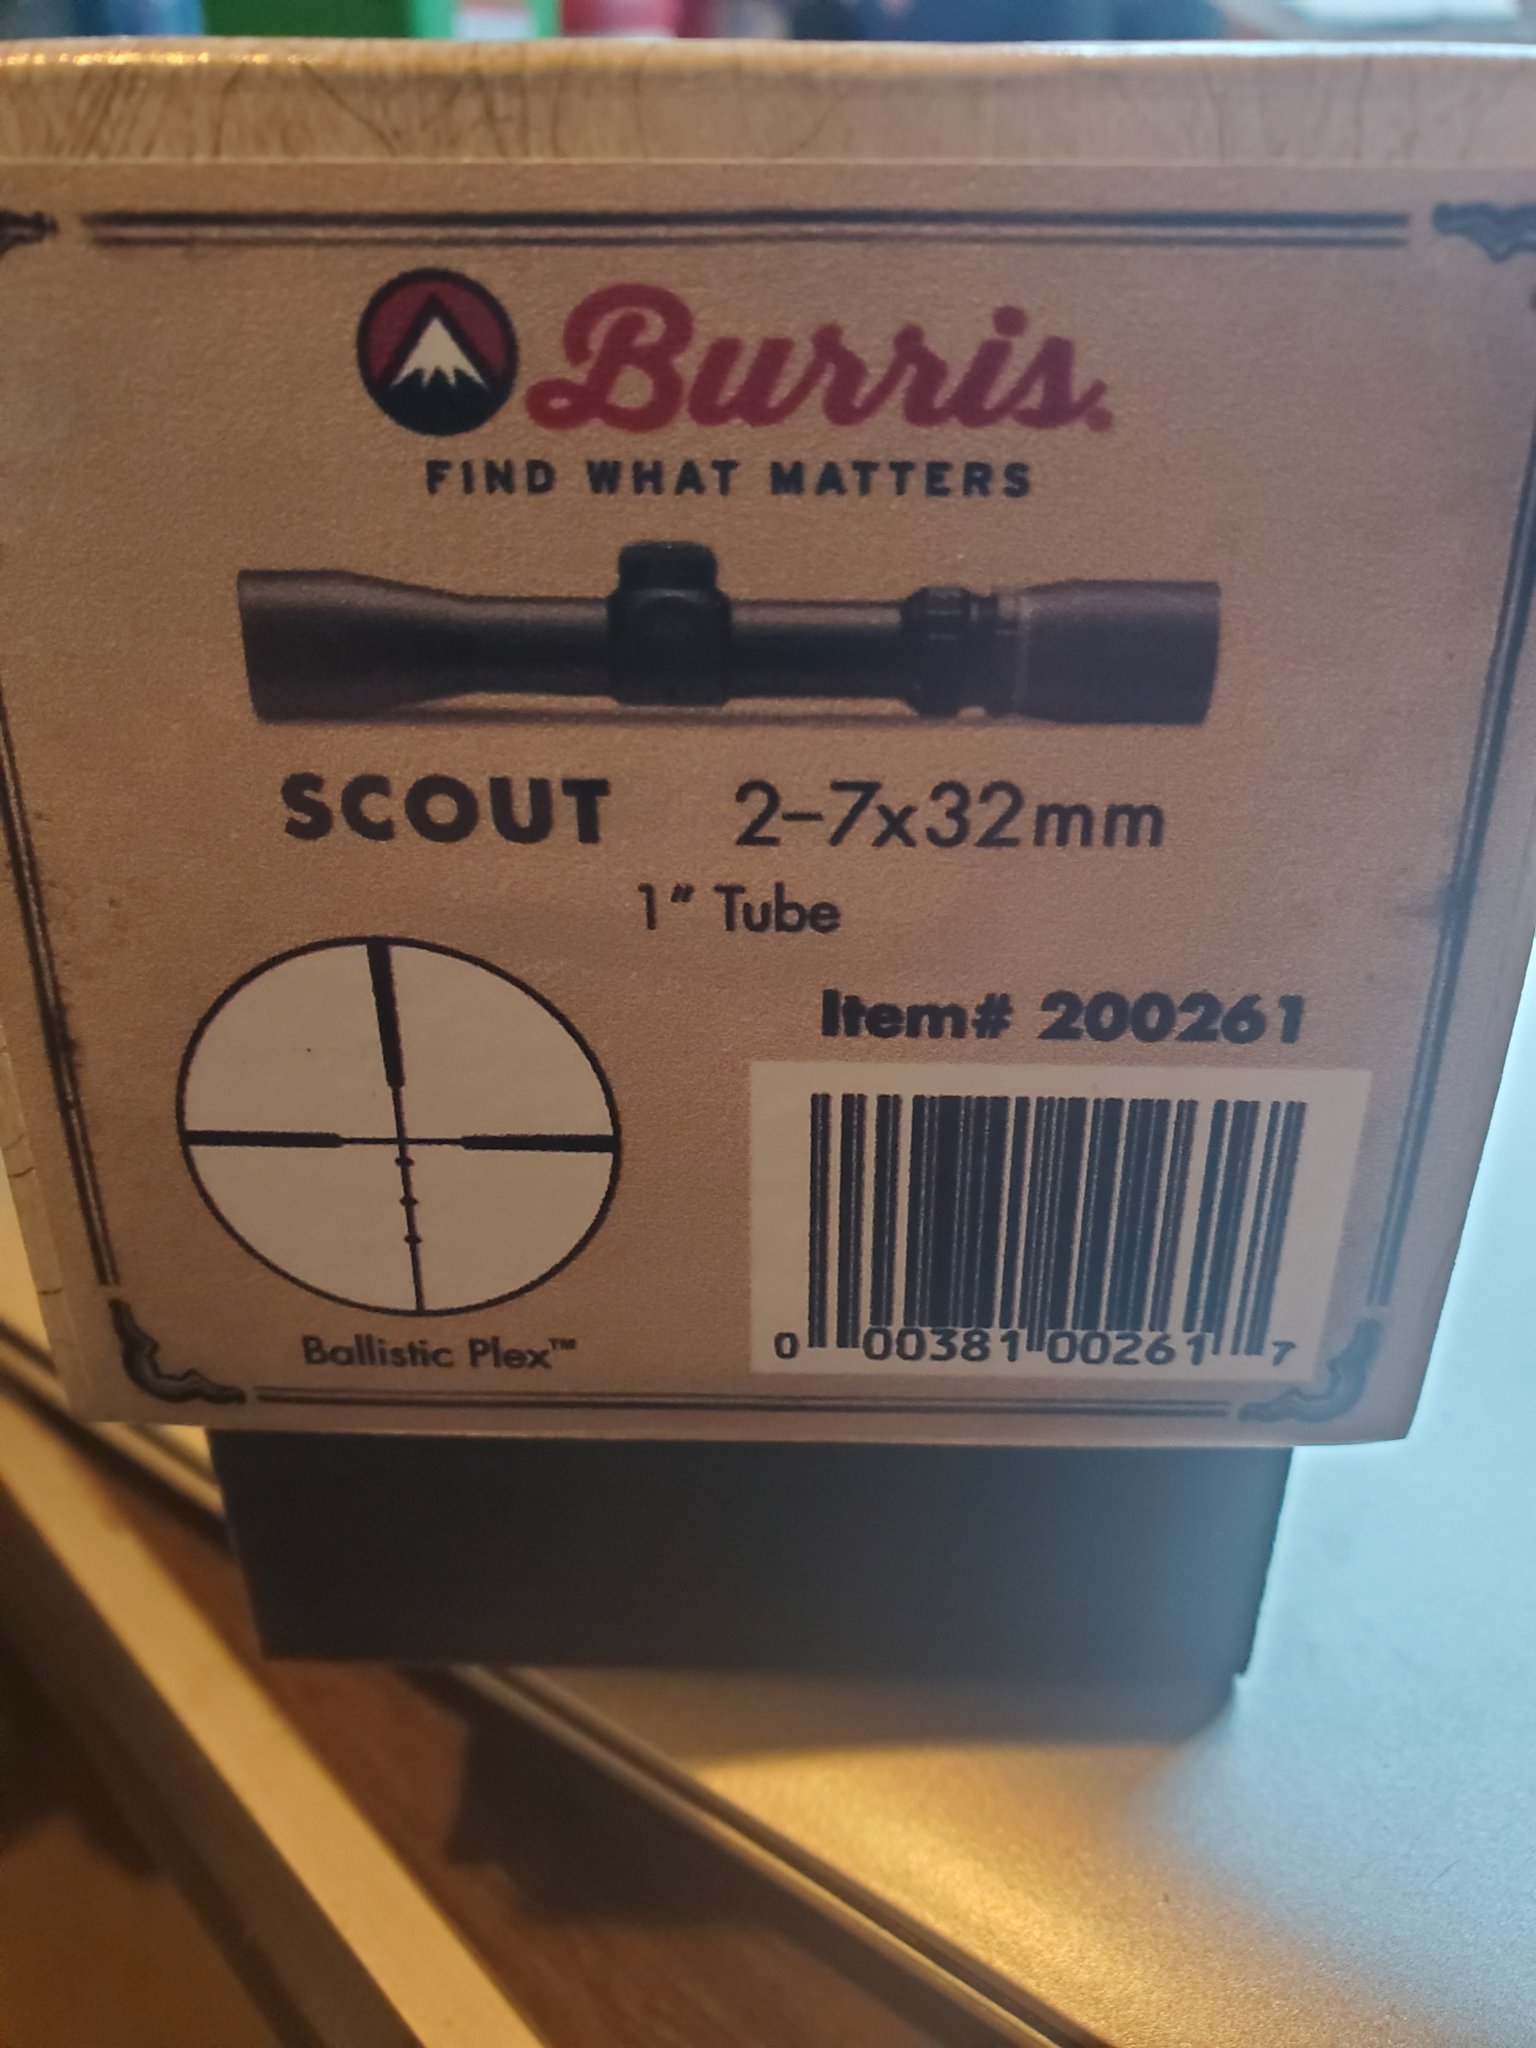 Burris.
FIND WHAT MATTERS
SCOUT 2-7x32mm
1" Tube
Item# 200261
Ballistic Plex™
0 00381 00261 7